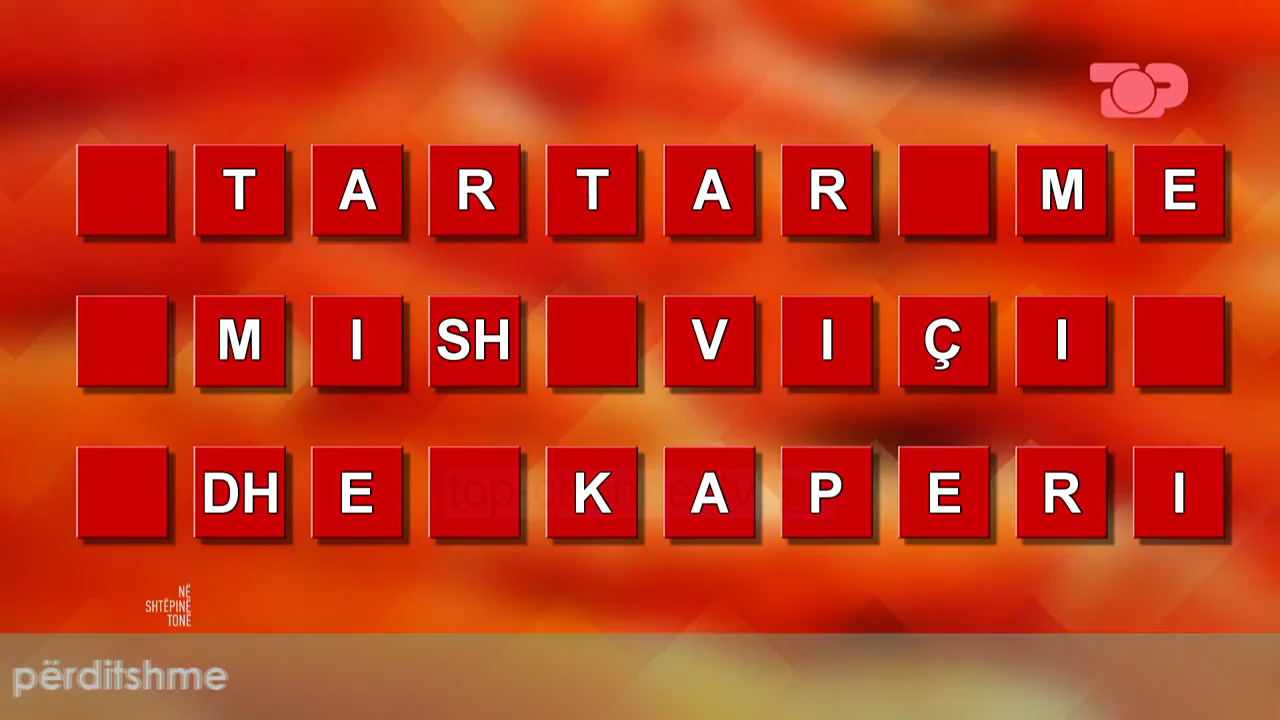 TOP
TARTAR ME
MISH VIÇI
DHE KAPERI
NË
SHTËPINË
TONË
përditshme